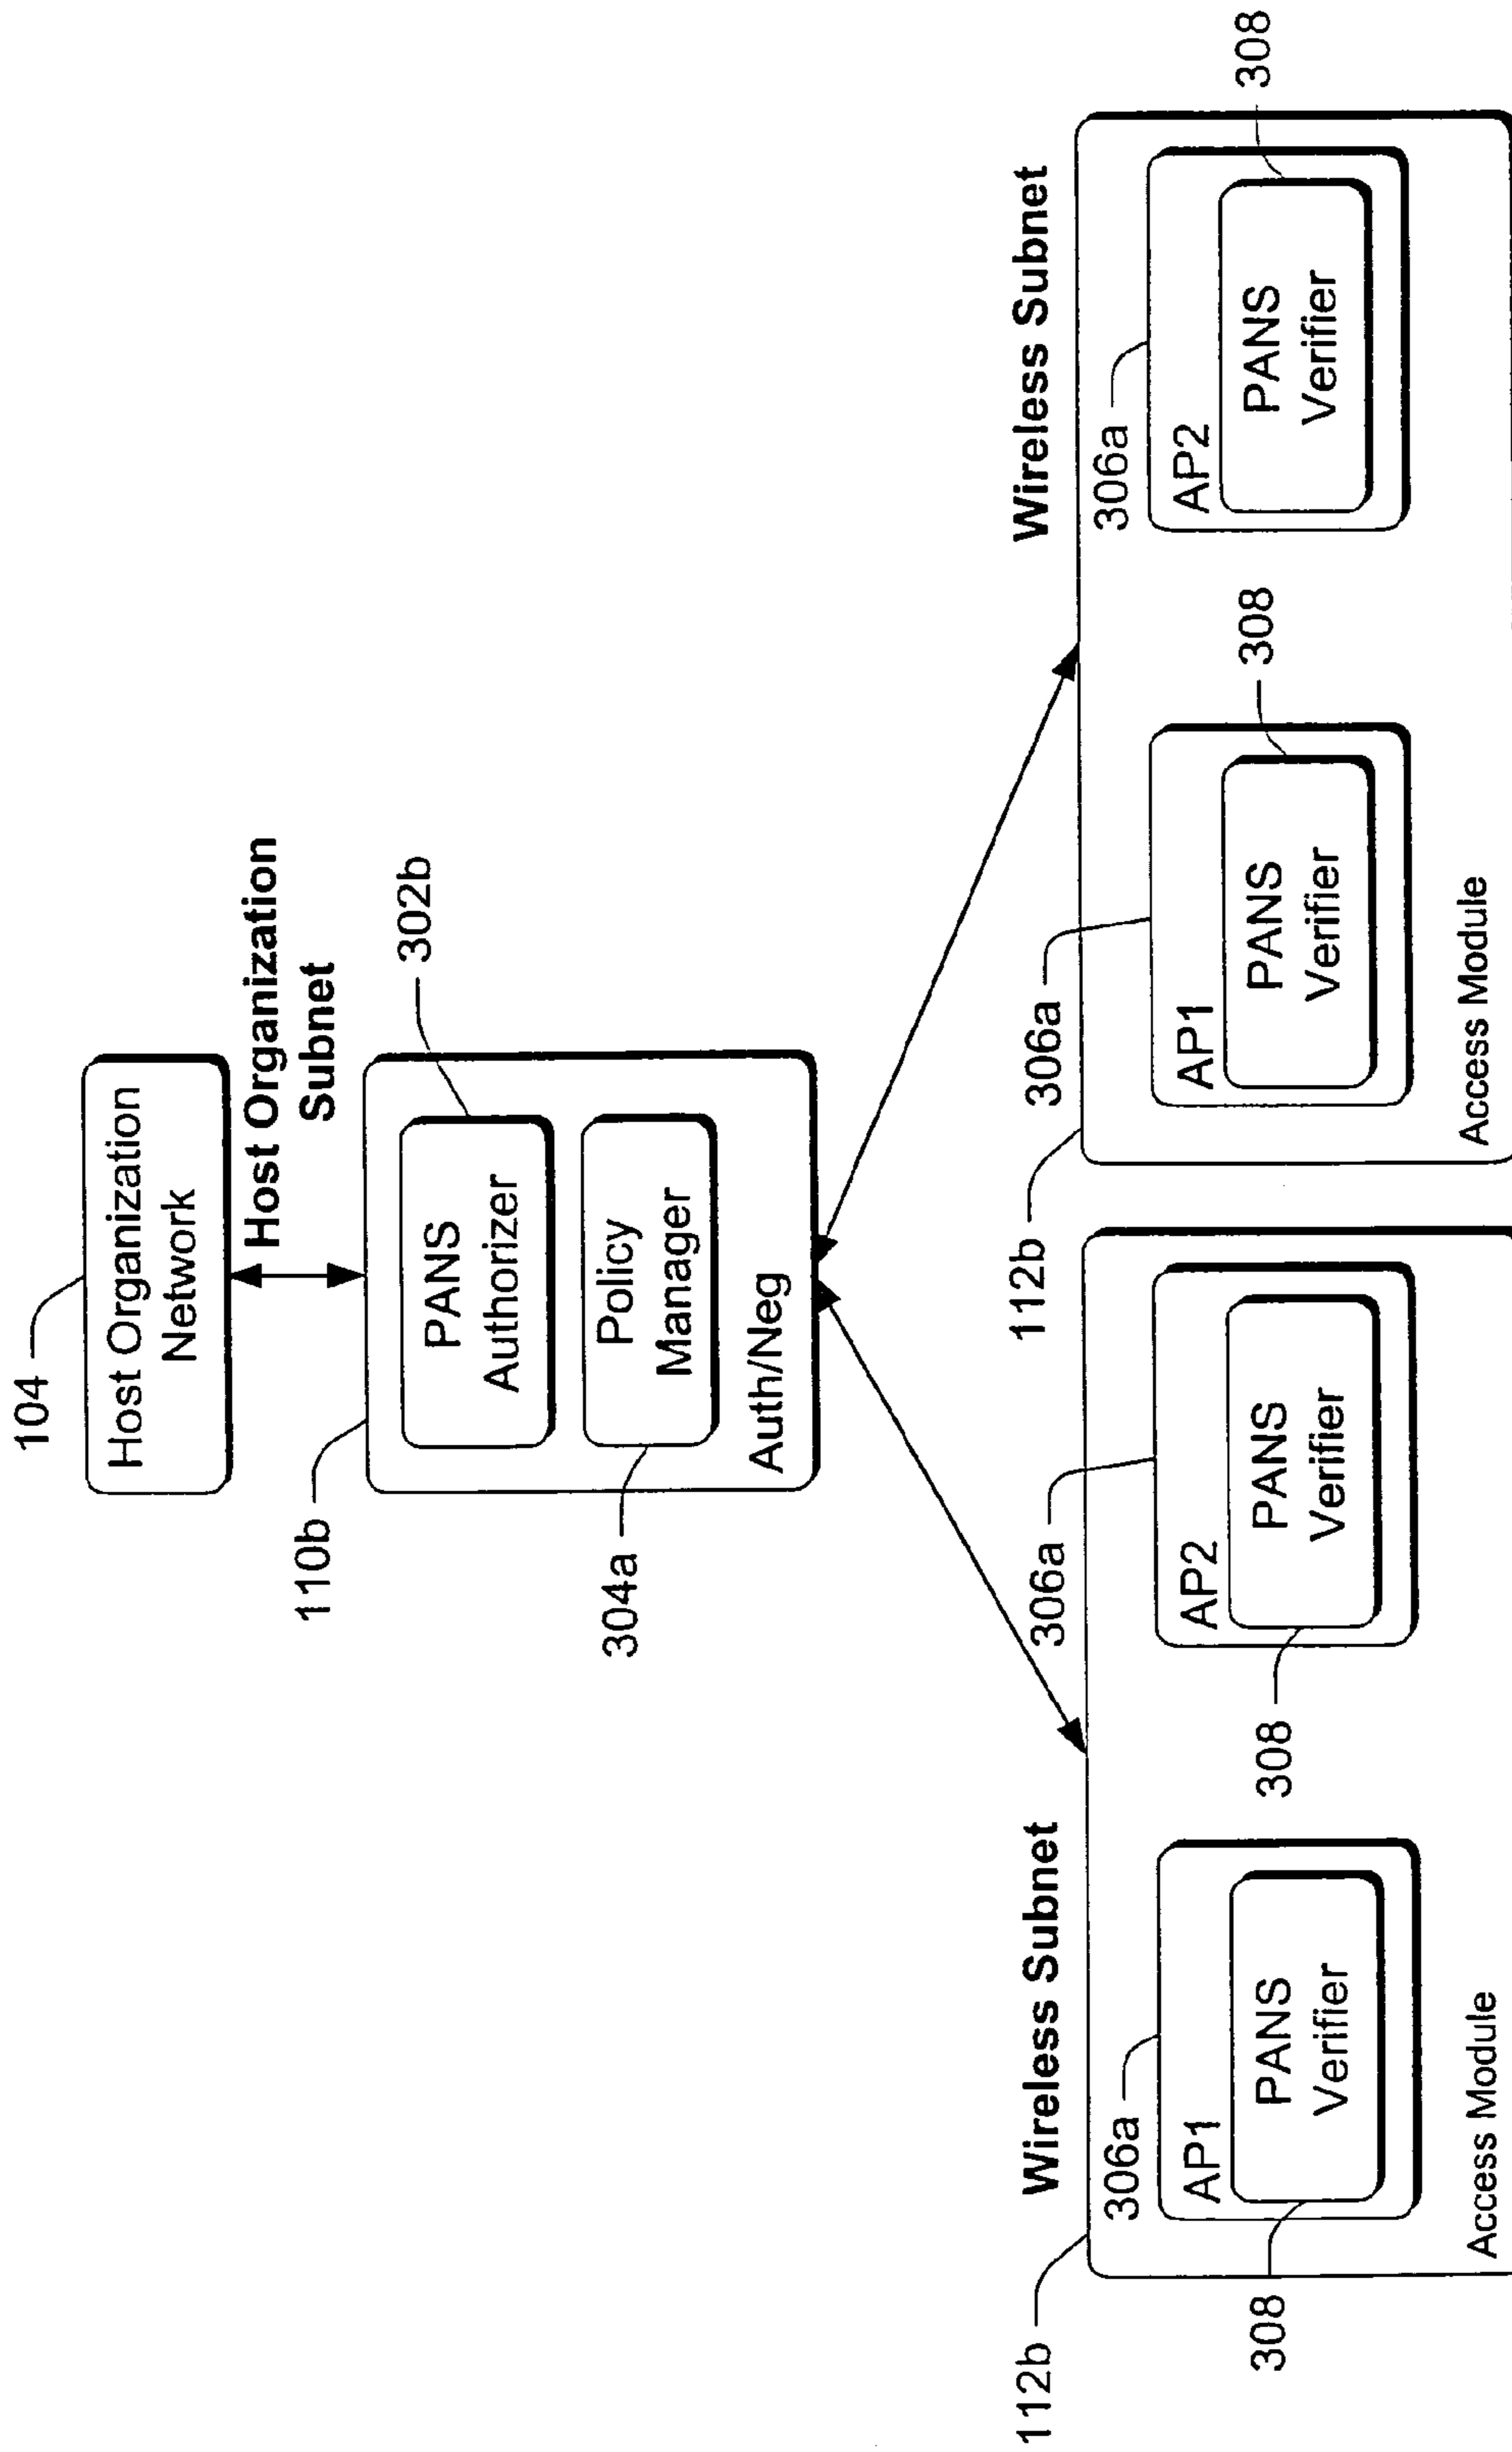 104
Host Organization
Network
Host Organization
Subnet
110b
302b
PANS
Authorizer
304a
Policy
Manager
Auth/Neg
Wireless Subnet
112b
306a
AP1
PANS
Verifier
308
306a
AP2
PANS
Verifier
308
Access Module
Wireless Subnet
112b
306a
AP1
PANS
Verifier
308
306a
AP2
PANS
Verifier
308
Access Module